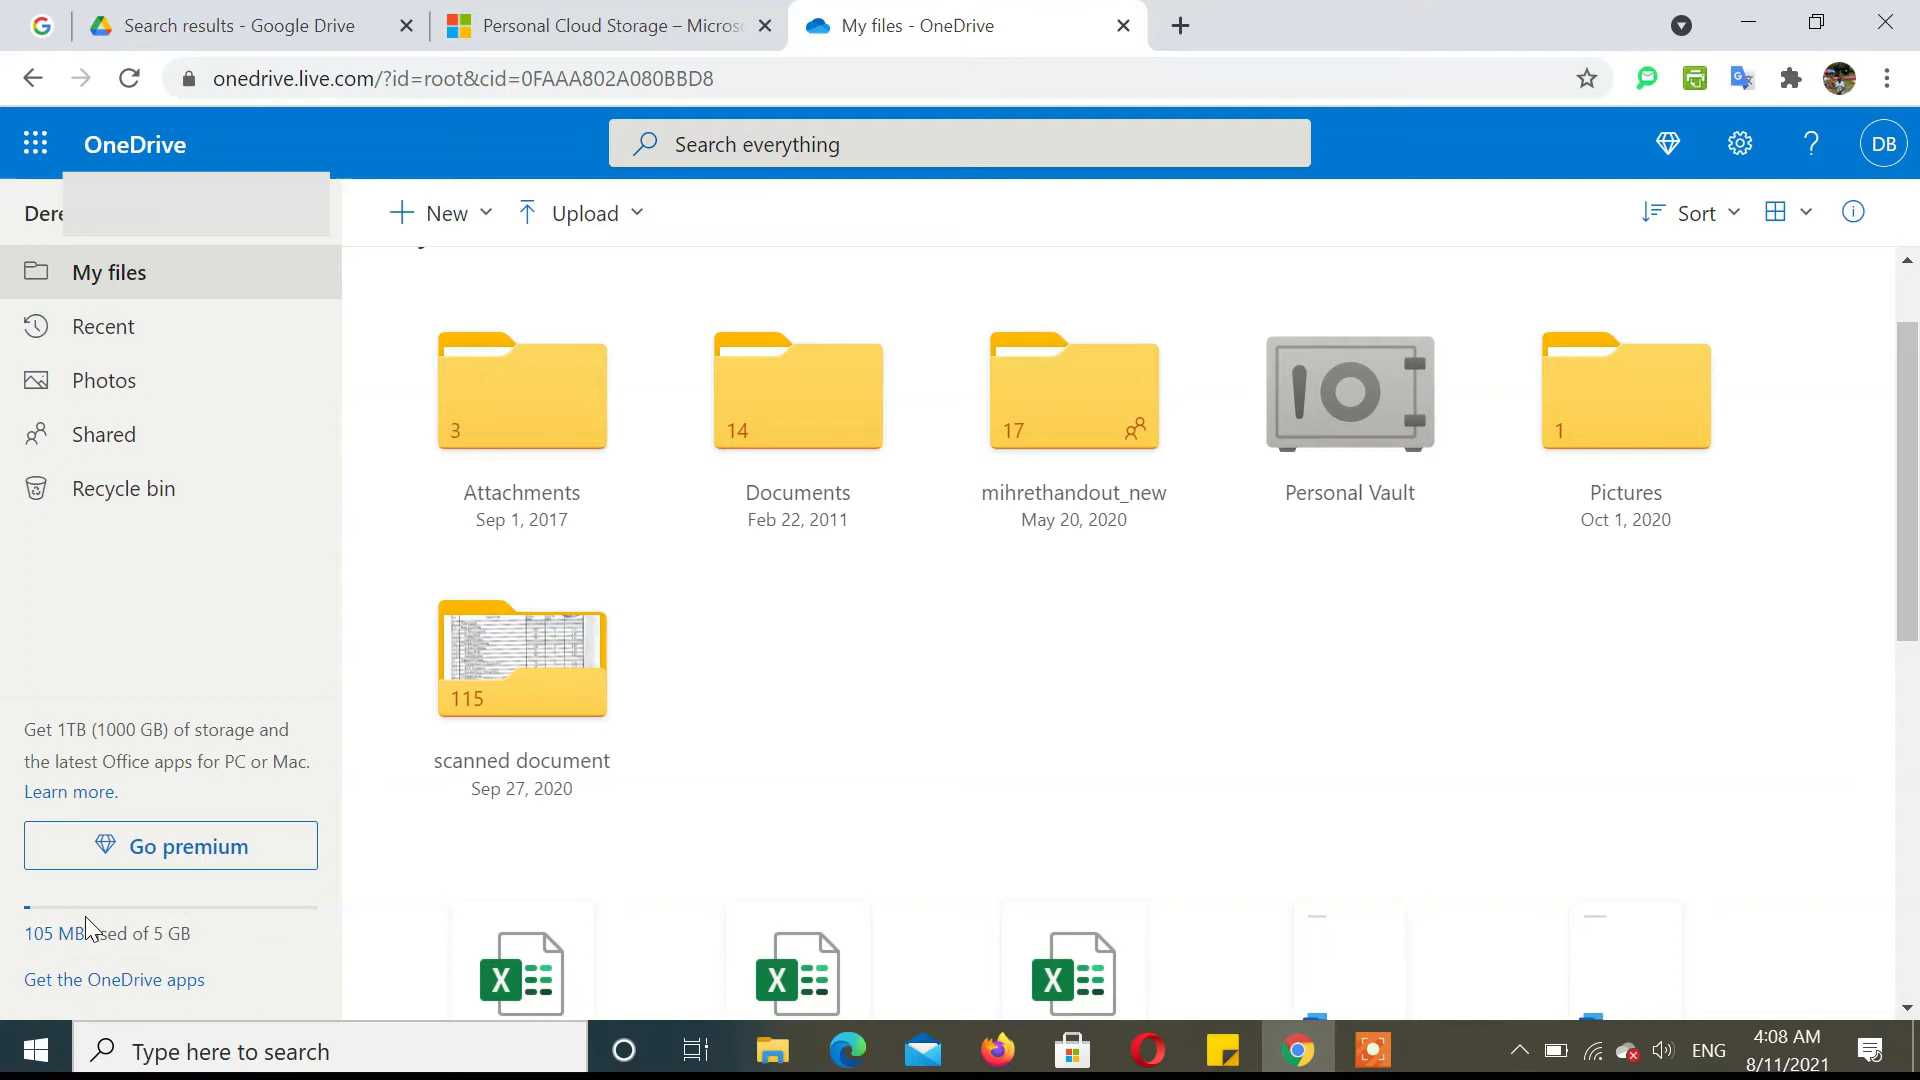 Search results - Google Drive
Personal Cloud Storage – Micros
My files - OneDrive
onedrive.live.com/?id=root&cid=0FAAA802A080BBD8
OneDrive
Search everything
DB
Dere
New
Upload
Sort
My files
Recent
Photos
Shared
Recycle bin
3
14
17
1
Attachments
Documents
mihrethandout_new
Personal Vault
Pictures
Sep 1, 2017
Feb 22, 2011
May 20, 2020
Oct 1, 2020
115
scanned document
Sep 27, 2020
Get 1TB (1000 GB) of storage and
the latest Office apps for PC or Mac.
Learn more.
Go premium
105 MB used of 5 GB
Get the OneDrive apps
X
X
X
Type here to search
ENG
4:08 AM
8/11/2021